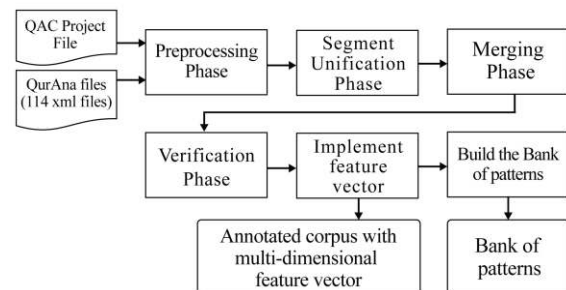 QAC Project
File
QurAna files
(114 xml files)
Preprocessing
Phase
Segment
Unification
Phase
Merging
Phase
Verification
Phase
Implement
feature
vector
Build the Bank
of patterns
Annotated corpus with
multi-dimensional
feature vector
Bank of
patterns